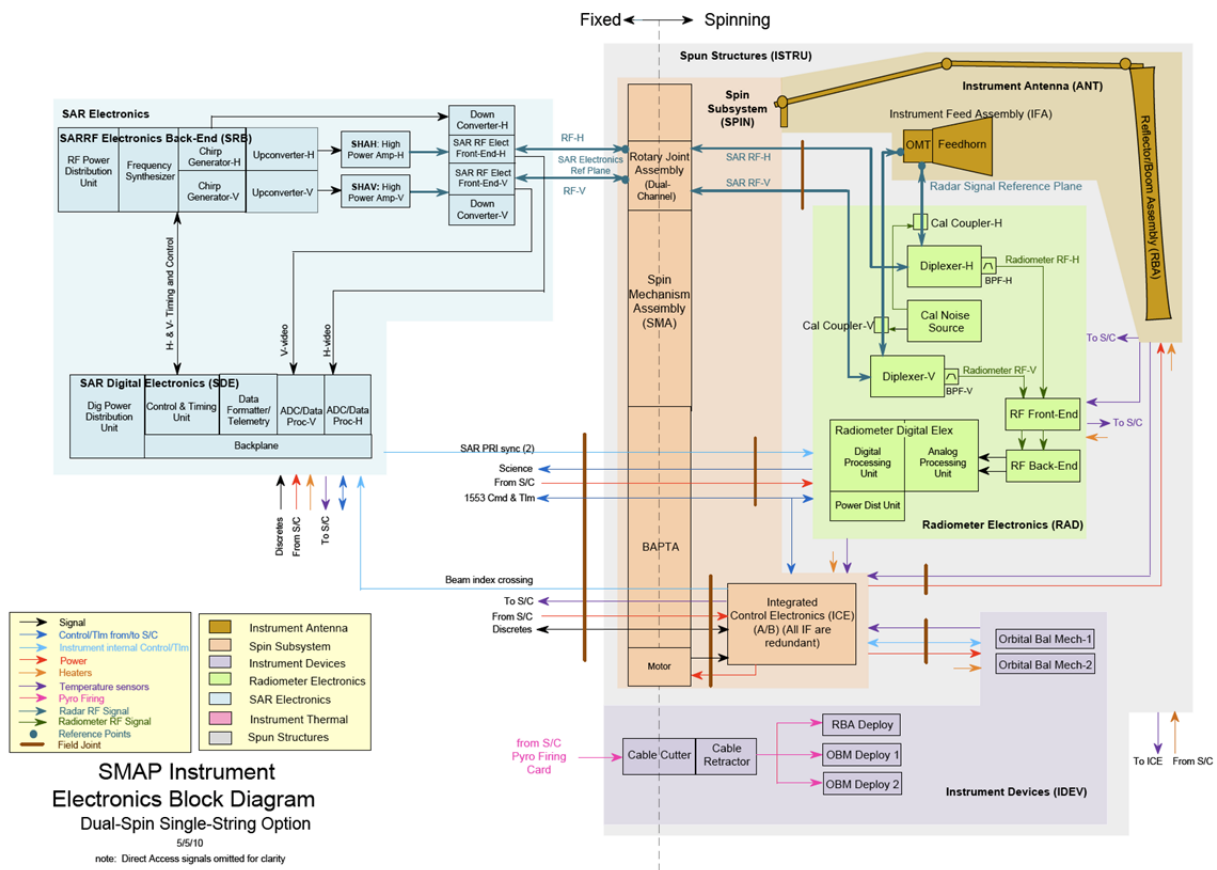 Fixed
Spinning
Spun Structures (ISTRU)
Spin
Subsystem
(SPIN)
Instrument Antenna (ANT)
Instrument Feed Assembly (IFA)
OMT
Feedhorn
Reflector/Boom Assembly (RBA)
Radar Signal Reference Plane
SAR Electronics
SARRF Electronics Back-End (SRB)
RF Power
Distribution
Unit
Frequency
Synthesizer
Chirp
Generator-H
Upconverter-H
Chirp
Generator-V
Upconverter-V
SHAH: High
Power Amp-H
SHAV: High
Power Amp-V
Down
Converter-H
SAR RF Elect
Front-End-H
SAR RF Elect
Front-End-V
Down
Converter-V
RF-H
SAR Electronics
Ref Plane
RF-V
Rotary Joint
Assembly
(Dual-
Channel)
SAR RF-H
SAR RF-V
Spin
Mechanism
Assembly
(SMA)
Cal Coupler-H
Diplexer-H
Radiometer RF-H
BPF-H
Cal Noise
Source
Cal Coupler-V
Diplexer-V
Radiometer RF-V
BPF-V
To S/C
RF Front-End
To S/C
RF Back-End
Radiometer Digital Elex
Digital
Processing
Unit
Analog
Processing
Unit
Power Dist Unit
Radiometer Electronics (RAD)
H- & V- Timing and Control
V-video
H-video
SAR Digital Electronics (SDE)
Dig Power
Distribution
Unit
Control & Timing
Unit
Data
Formatter/
Telemetry
ADC/Data
Proc-V
ADC/Data
Proc-H
Backplane
Discretes
From S/C
To S/C
SAR PRI sync (2)
Science
From S/C
1553 Cmd & Tlm
BAPTA
Beam index crossing
To S/C
From S/C
Discretes
Motor
Integrated
Control Electronics (ICE)
(A/B) (All IF are
redundant)
Orbital Bal Mech-1
Orbital Bal Mech-2
from S/C
Pyro Firing
Card
Cable Cutter
Cable
Retractor
RBA Deploy
OBM Deploy 1
OBM Deploy 2
Instrument Devices (IDEV)
To ICE
From S/C
Signal
Control/Tlm from/to S/C
Instrument internal Control/Tlm
Power
Heaters
Temperature sensors
Pyro Firing
Radar RF Signal
Radiometer RF Signal
Reference Points
Field Joint
Instrument Antenna
Spin Subsystem
Instrument Devices
Radiometer Electronics
SAR Electronics
Instrument Thermal
Spun Structures
SMAP Instrument
Electronics Block Diagram
Dual-Spin Single-String Option
5/5/10
note: Direct Access signals omitted for clarity